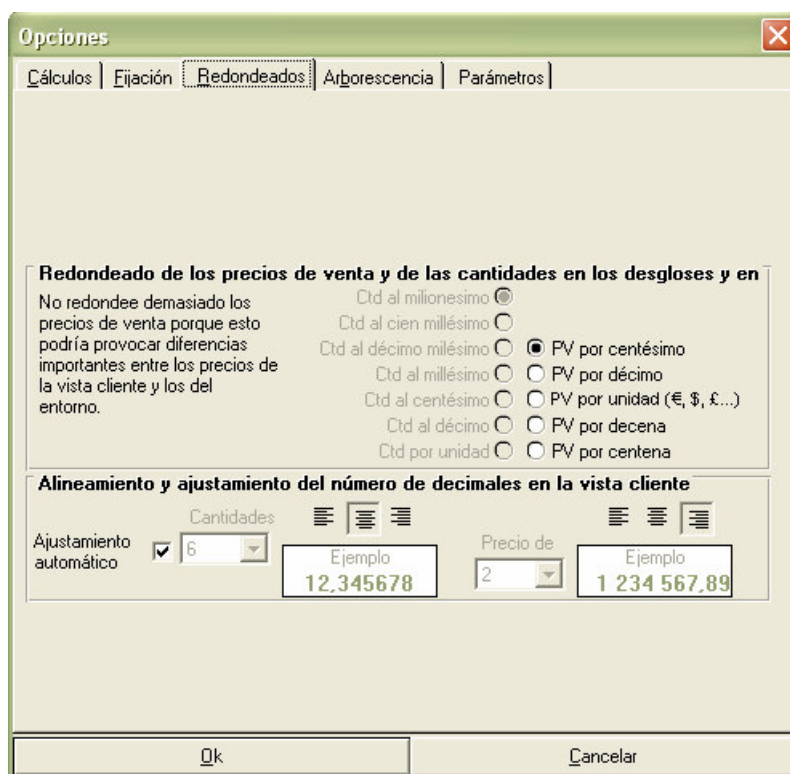 Opciones
Cálculos Fijación Redondeados Arborescencia Parámetros
Redondeado de los precios de venta y de las cantidades en los desgloses y en
No redondee demasiado los
precios de venta porque esto
podría provocar diferencias
importantes entre los precios de
la vista cliente y los del
entorno.
Ctd al milionesimo
Ctd al cien millésimo
Ctd al décimo milésimo PV por centésimo
Ctd al millésimo PV por décimo
Ctd al centésimo PV por unidad (€, $, £...)
Ctd al décimo PV por decena
Ctd por unidad PV por centena
Alineamiento y ajustamiento del número de decimales en la vista cliente
Ajustamiento
automático
Cantidades
6
Ejemplo
12,345678
Precio de
2
Ejemplo
1 234 567,89
Ok Cancelar